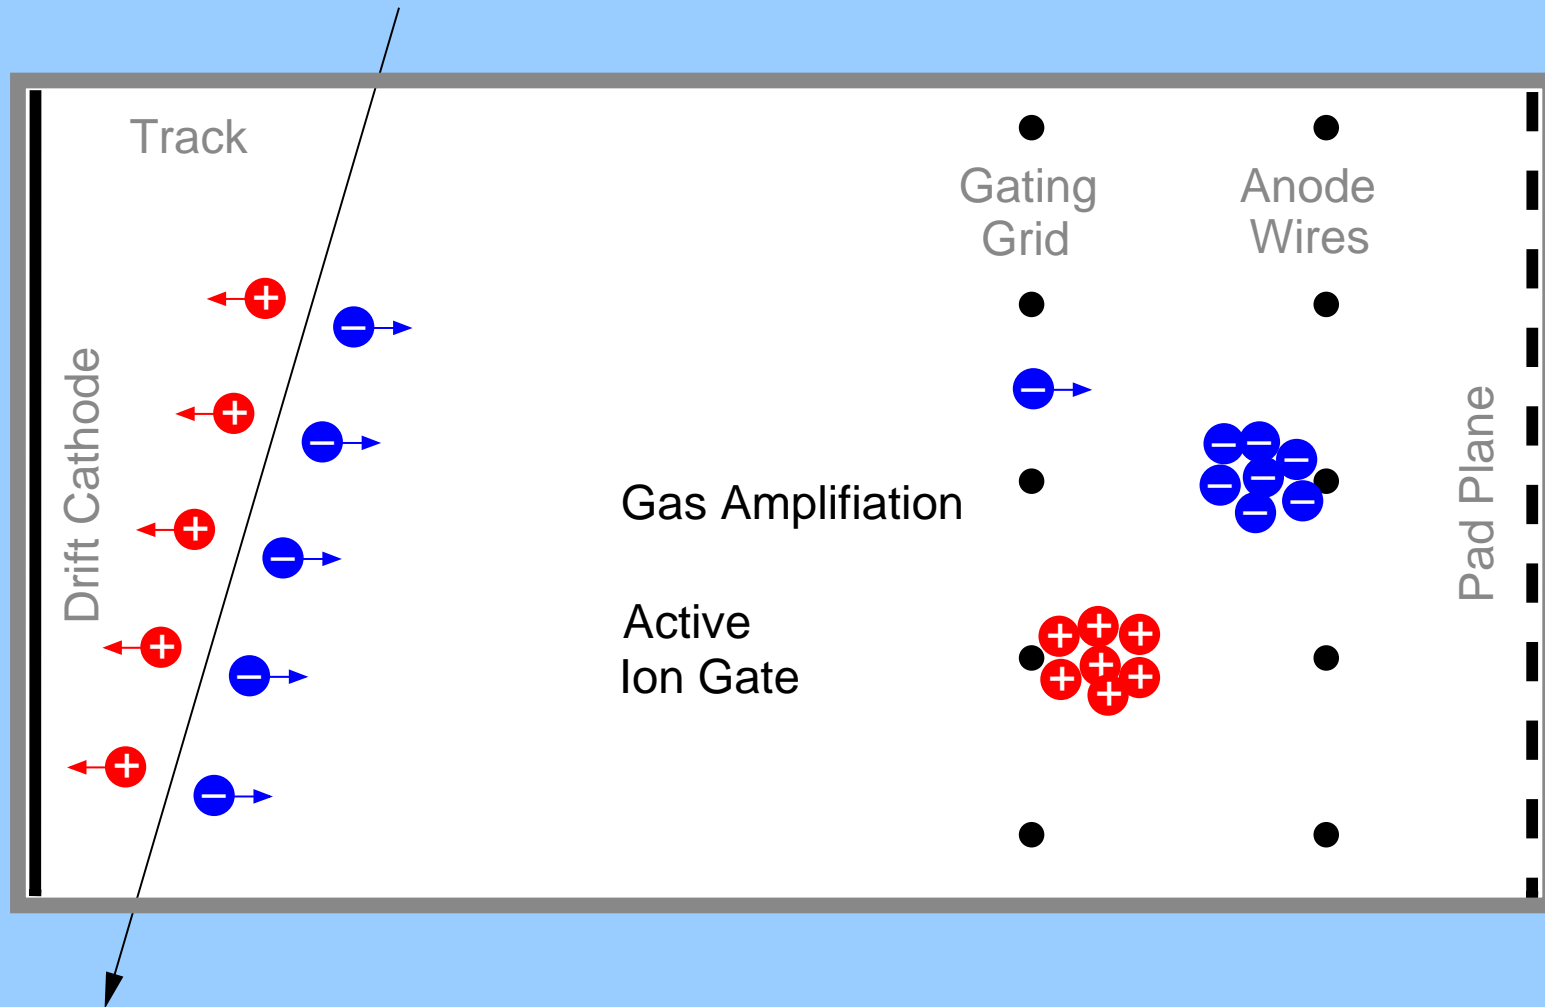 Track
Gating
Grid
Anode
Wires
Drift Cathode
Gas Amplifiation
Active
Ion Gate
Pad Plane